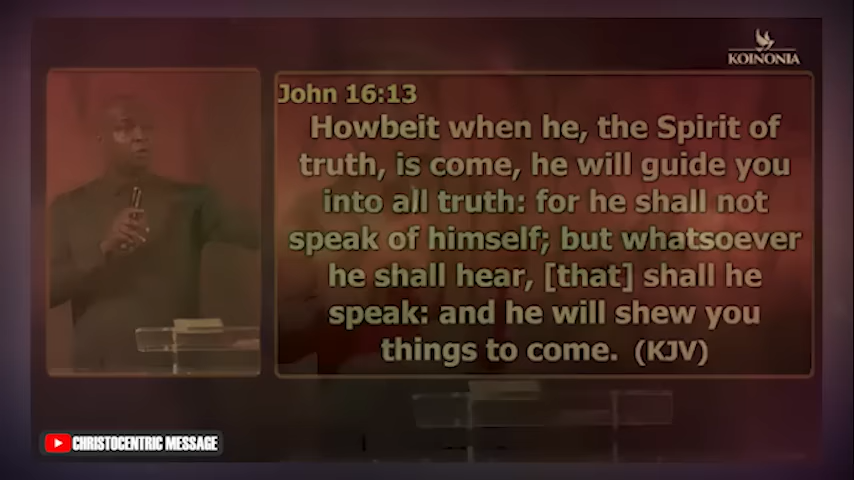 KOINONIA
John 16:13
Howbeit when he, the Spirit of
truth, is come, he will guide you
into all truth: for he shall not
speak of himself; but whatsoever
he shall hear, [that] shall he
speak: and he will shew you
things to come. (KJV)
CHRISTOCENTRIC MESSAGE